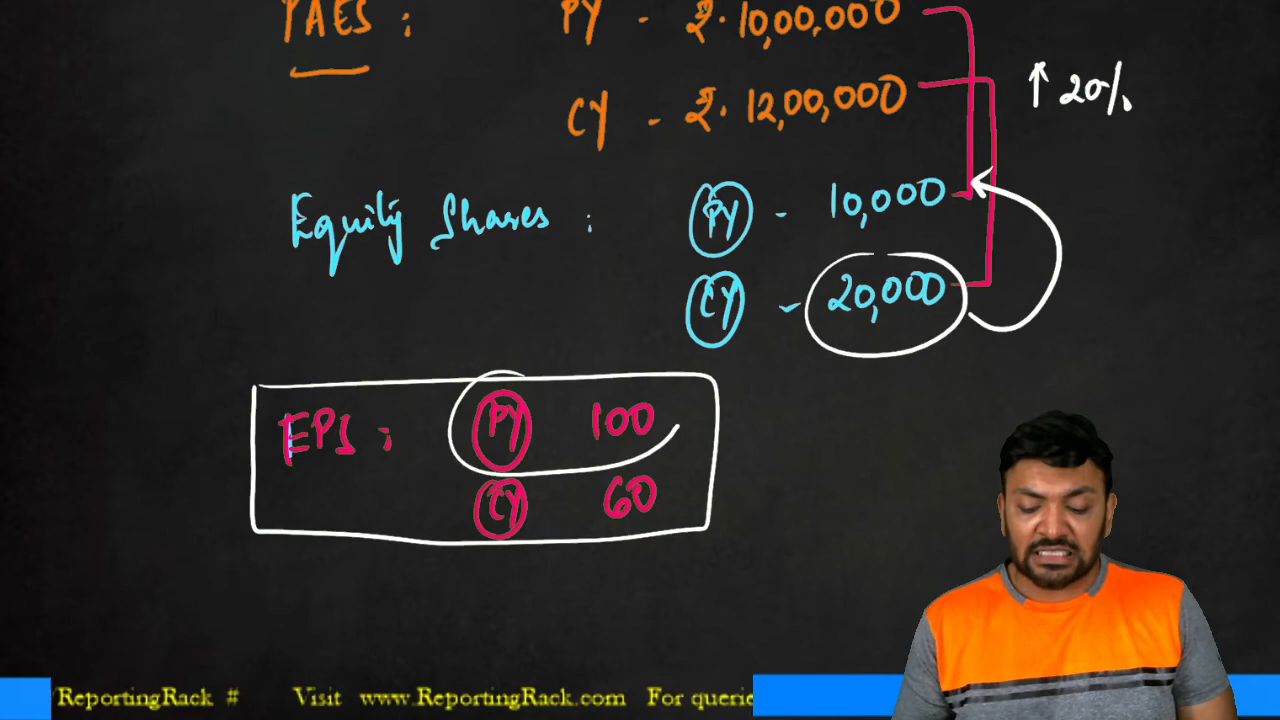 PAES : PY - ₹. 10,00,000
CY - ₹. 12,00,000
↑ 20%
Equity Shares : PY - 10,000
CY - 20,000
EPS : PY 100
CY 60
/ReportingRack # Visit www.ReportingRack.com For querie